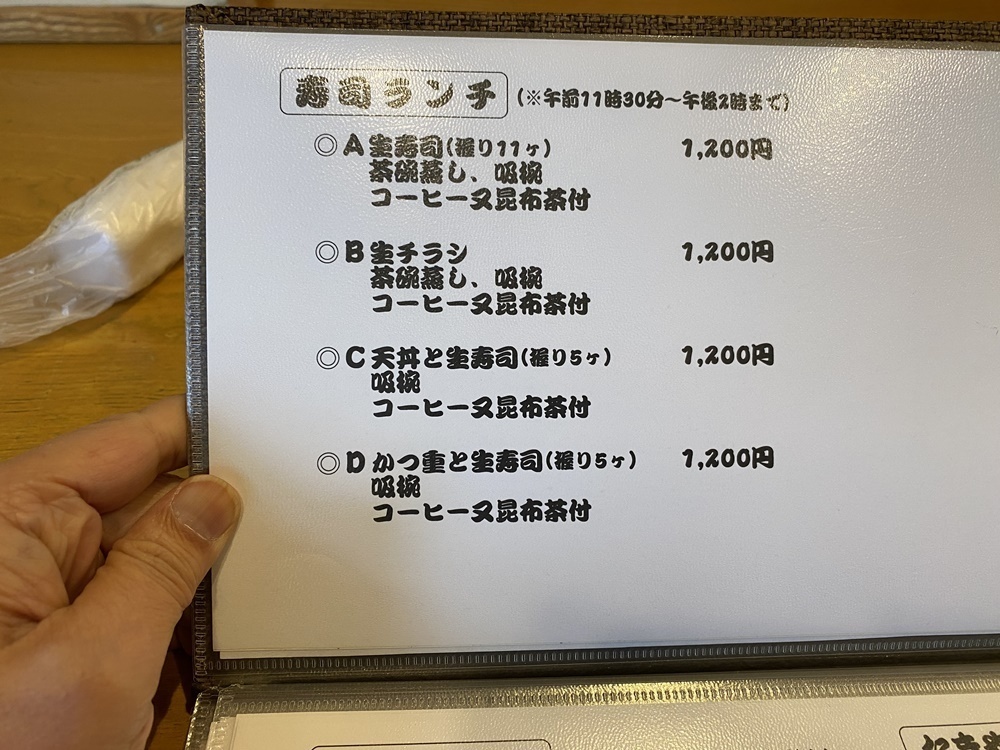 寿司ランチ (※午前11時30分〜午後2時まで)
◎A生寿司(握り11ヶ) 1,200円
茶碗蒸し、吸椀
コーヒー又昆布茶付
◎B生チラシ 1,200円
茶碗蒸し、吸椀
コーヒー又昆布茶付
◎C天丼と生寿司(握り5ヶ) 1,200円
吸椀
コーヒー又昆布茶付
◎Dかつ重と生寿司(握り5ヶ) 1,200円
吸椀
コーヒー又昆布茶付